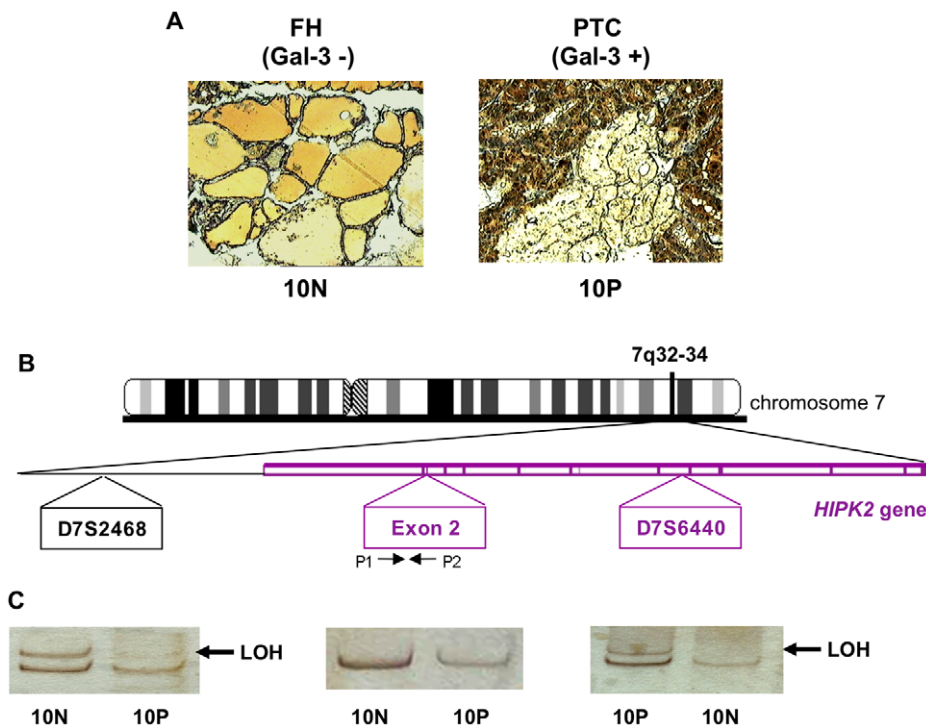 A
FH
(Gal-3 -)
PTC
(Gal-3 +)
10N
10P
B
7q32-34
chromosome 7
D7S2468
Exon 2
D7S6440
HIPK2 gene
P1
P2
C
LOH
LOH
10N
10P
10N
10P
10P
10N